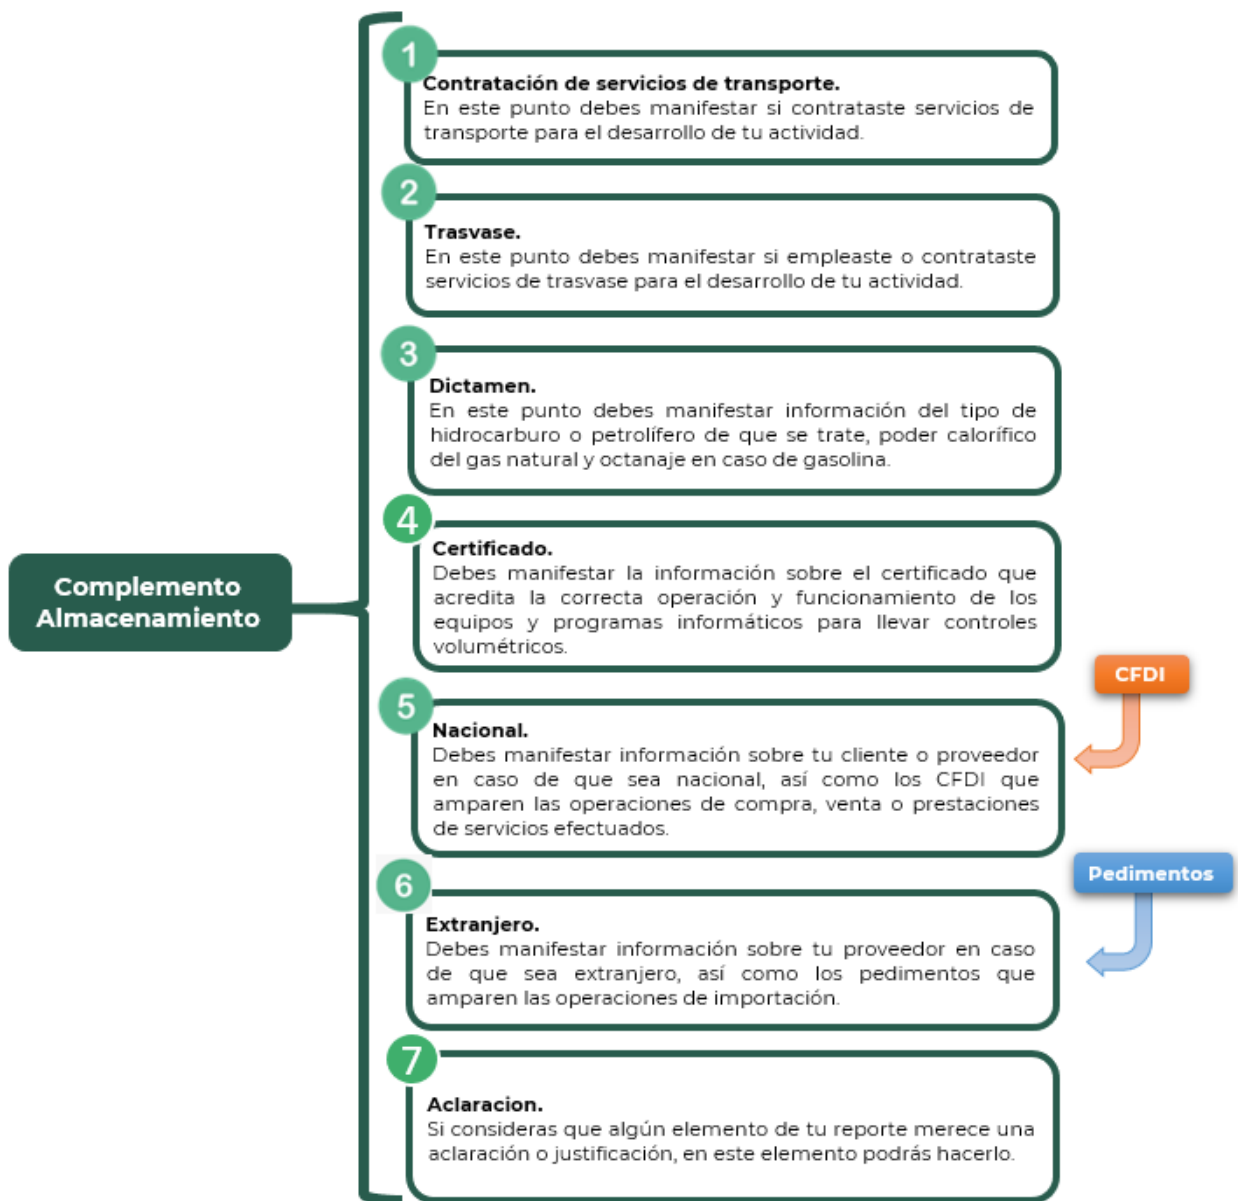 1
Contratación de servicios de transporte.
En este punto debes manifestar si contrataste servicios de
transporte para el desarrollo de tu actividad.
2
Trasvase.
En este punto debes manifestar si empleaste o contrataste
servicios de trasvase para el desarrollo de tu actividad.
3
Dictamen.
En este punto debes manifestar información del tipo de
hidrocarburo o petrolífero de que se trate, poder calorífico
del gas natural y octanaje en caso de gasolina.
4
Certificado.
Debes manifestar la información sobre el certificado que
acredita la correcta operación y funcionamiento de los
equipos y programas informáticos para llevar controles
volumétricos.
Complemento
Almacenamiento
CFDI
5
Nacional.
Debes manifestar información sobre tu cliente o proveedor
en caso de que sea nacional, así como los CFDI que
amparen las operaciones de compra, venta o prestaciones
de servicios efectuados.
Pedimentos
6
Extranjero.
Debes manifestar información sobre tu proveedor en caso
de que sea extranjero, así como los pedimentos que
amparen las operaciones de importación.
7
Aclaracion.
Si consideras que algún elemento de tu reporte merece una
aclaración o justificación, en este elemento podrás hacerlo.